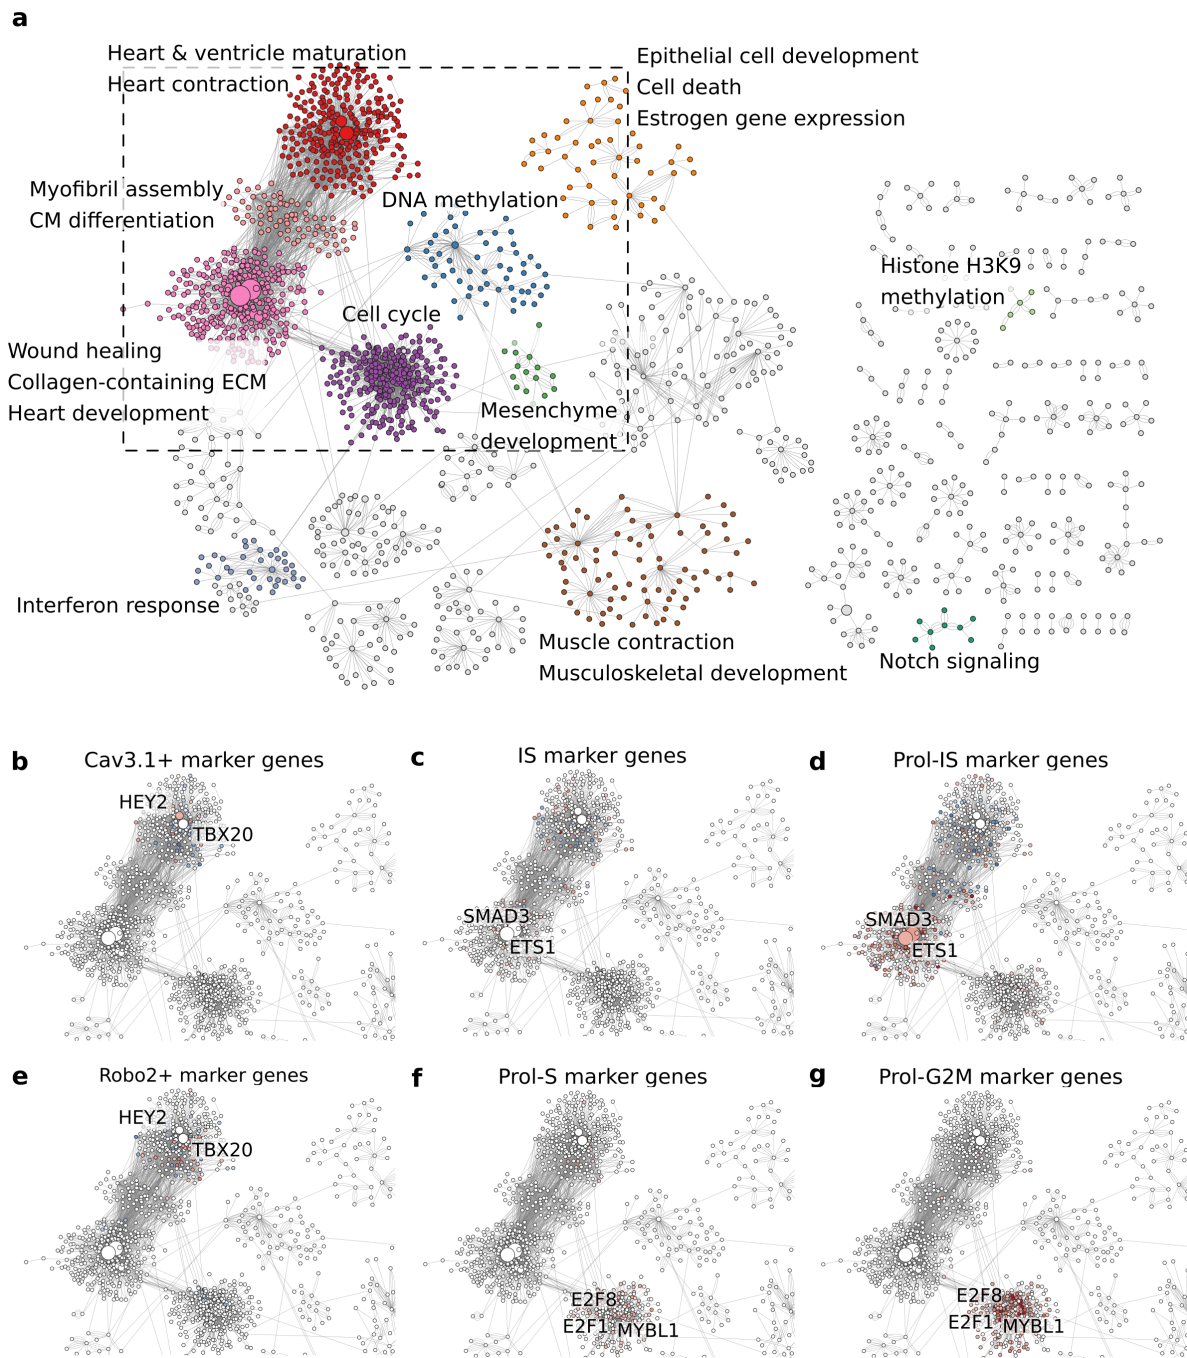 a
Heart & ventricle maturation
Heart contraction
Epithelial cell development
Cell death
Estrogen gene expression
Myofibril assembly
CM differentiation
DNA methylation
Histone H3K9
methylation
Cell cycle
Wound healing
Collagen-containing ECM
Heart development
Mesenchyme
development
Interferon response
Muscle contraction
Musculoskeletal development
Notch signaling
b
Cav3.1+ marker genes
HEY2
TBX20
c
IS marker genes
SMAD3
ETS1
d
Prol-IS marker genes
SMAD3
ETS1
e
Robo2+ marker genes
HEY2
TBX20
f
Prol-S marker genes
E2F8
E2F1
MYBL1
g
Prol-G2M marker genes
E2F8
E2F1
MYBL1